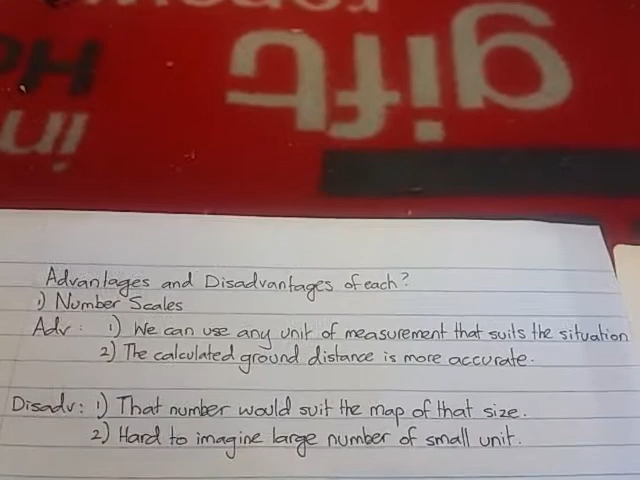 gift
in
Advantages and Disadvantages of each?
1) Number Scales
Adv: 1) We can use any unit of measurement that suits the situation
2) The calculated ground distance is more accurate.
Disadv: 1) That number would suit the map of that size.
2) Hard to imagine large number of small unit.